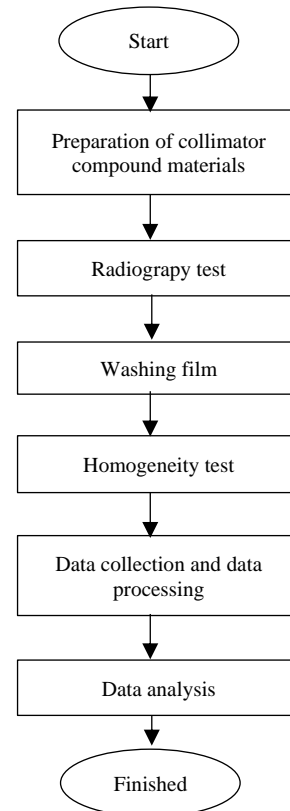 Start
Preparation of collimator
compound materials
Radiograpy test
Washing film
Homogeneity test
Data collection and data
processing
Data analysis
Finished